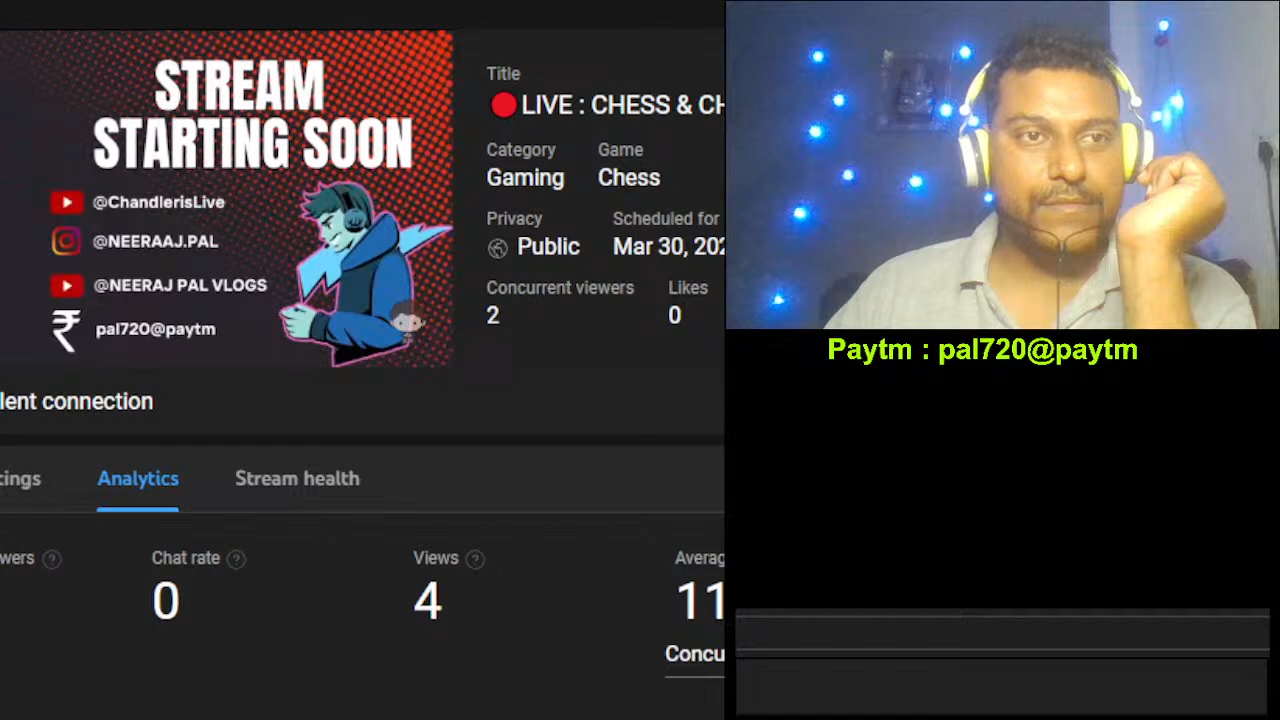 STREAM
STARTING SOON
@ChandlerisLive
@NEERAAJ.PAL
@NEERAJ PAL VLOGS
₹ pal720@paytm
Title
LIVE : CHESS & CH
Category Game
Gaming Chess
Privacy Scheduled for
Public Mar 30, 202
Concurrent viewers Likes
2 0
Paytm : pal720@paytm
lent connection
tings Analytics Stream health
wers ? Chat rate ? Views ? Averag
0 4 11
Concu